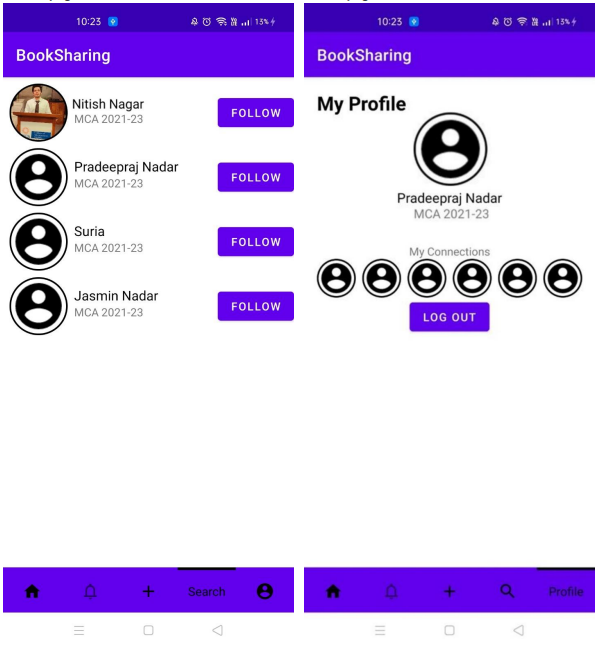 10:23
13%
BookSharing
Nitish Nagar
MCA 2021-23
FOLLOW
Pradeepraj Nadar
MCA 2021-23
FOLLOW
Suria
MCA 2021-23
FOLLOW
Jasmin Nadar
MCA 2021-23
FOLLOW
Search
10:23
13%
BookSharing
My Profile
Pradeepraj Nadar
MCA 2021-23
My Connections
LOG OUT
Profile